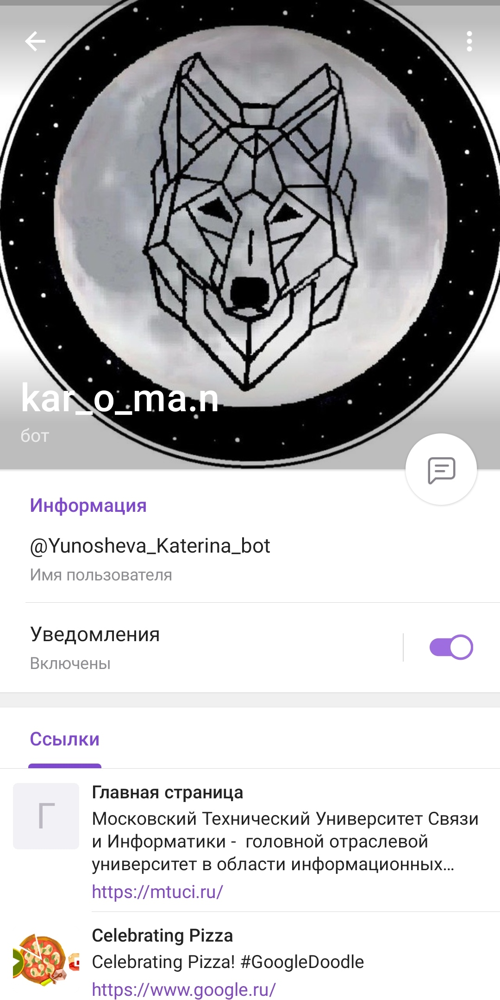 kar_o_ma.n
бот
Информация
@Yunosheva_Katerina_bot
Имя пользователя
Уведомления
Включены
Ссылки
Г
Главная страница
Московский Технический Университет Связи
и Информатики -  головной отраслевой
университет в области информационных...
https://mtuci.ru/
Celebrating Pizza
Celebrating Pizza! #GoogleDoodle
https://www.google.ru/